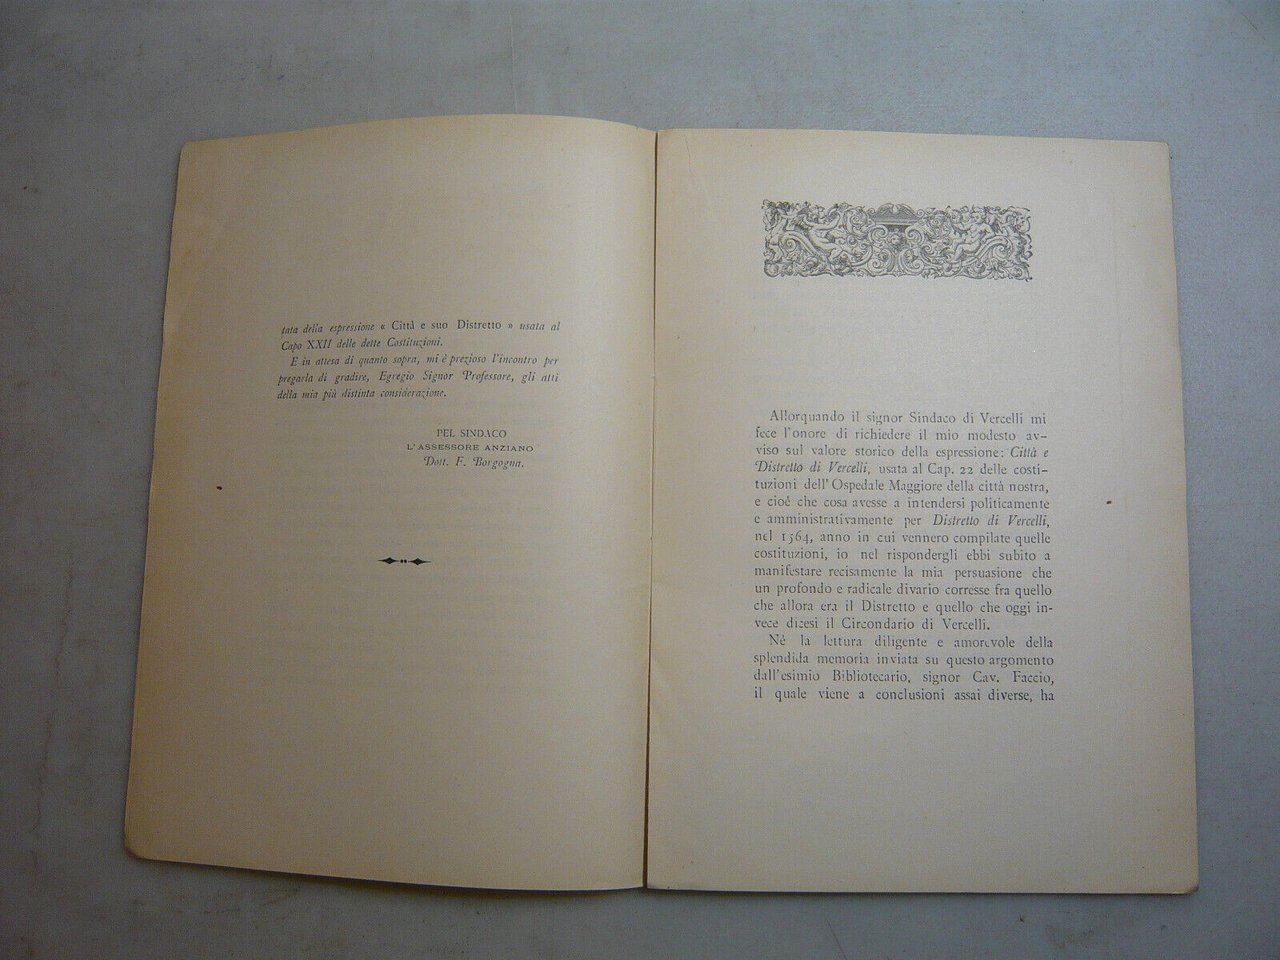 tata della espressione « Città e suo Distretto » usata al
Capo XXII delle dette Costituzioni.
E in attesa di quanto sopra, mi è prezioso l'incontro per
pregarla di gradire, Egregio Signor Professore, gli atti
della mia più distinta considerazione.
PEL SINDACO
L'ASSESSORE ANZIANO
Dott. F. Borgogna.
Allorquando il signor Sindaco di Vercelli mi
fece l'onore di richiedere il mio modesto av-
viso sul valore storico della espressione: Città e
Distretto di Vercelli, usata al Cap. 22 delle costi-
tuzioni dell'Ospedale Maggiore della città nostra,
e cioé che cosa avesse a intendersi politicamente
e amministrativamente per Distretto di Vercelli,
nel 1564, anno in cui vennero compilate quelle
costituzioni, io nel rispondergli ebbi subito a
manifestare recisamente la mia persuasione che
un profondo e radicale divario corresse fra quello
che allora era il Distretto e quello che oggi in-
vece dicesi il Circondario di Vercelli.
Né la lettura diligente e amorevole della
splendida memoria inviata su questo argomento
dall'esimio Bibliotecario, signor Cav. Faccio,
il quale viene a conclusioni assai diverse, ha